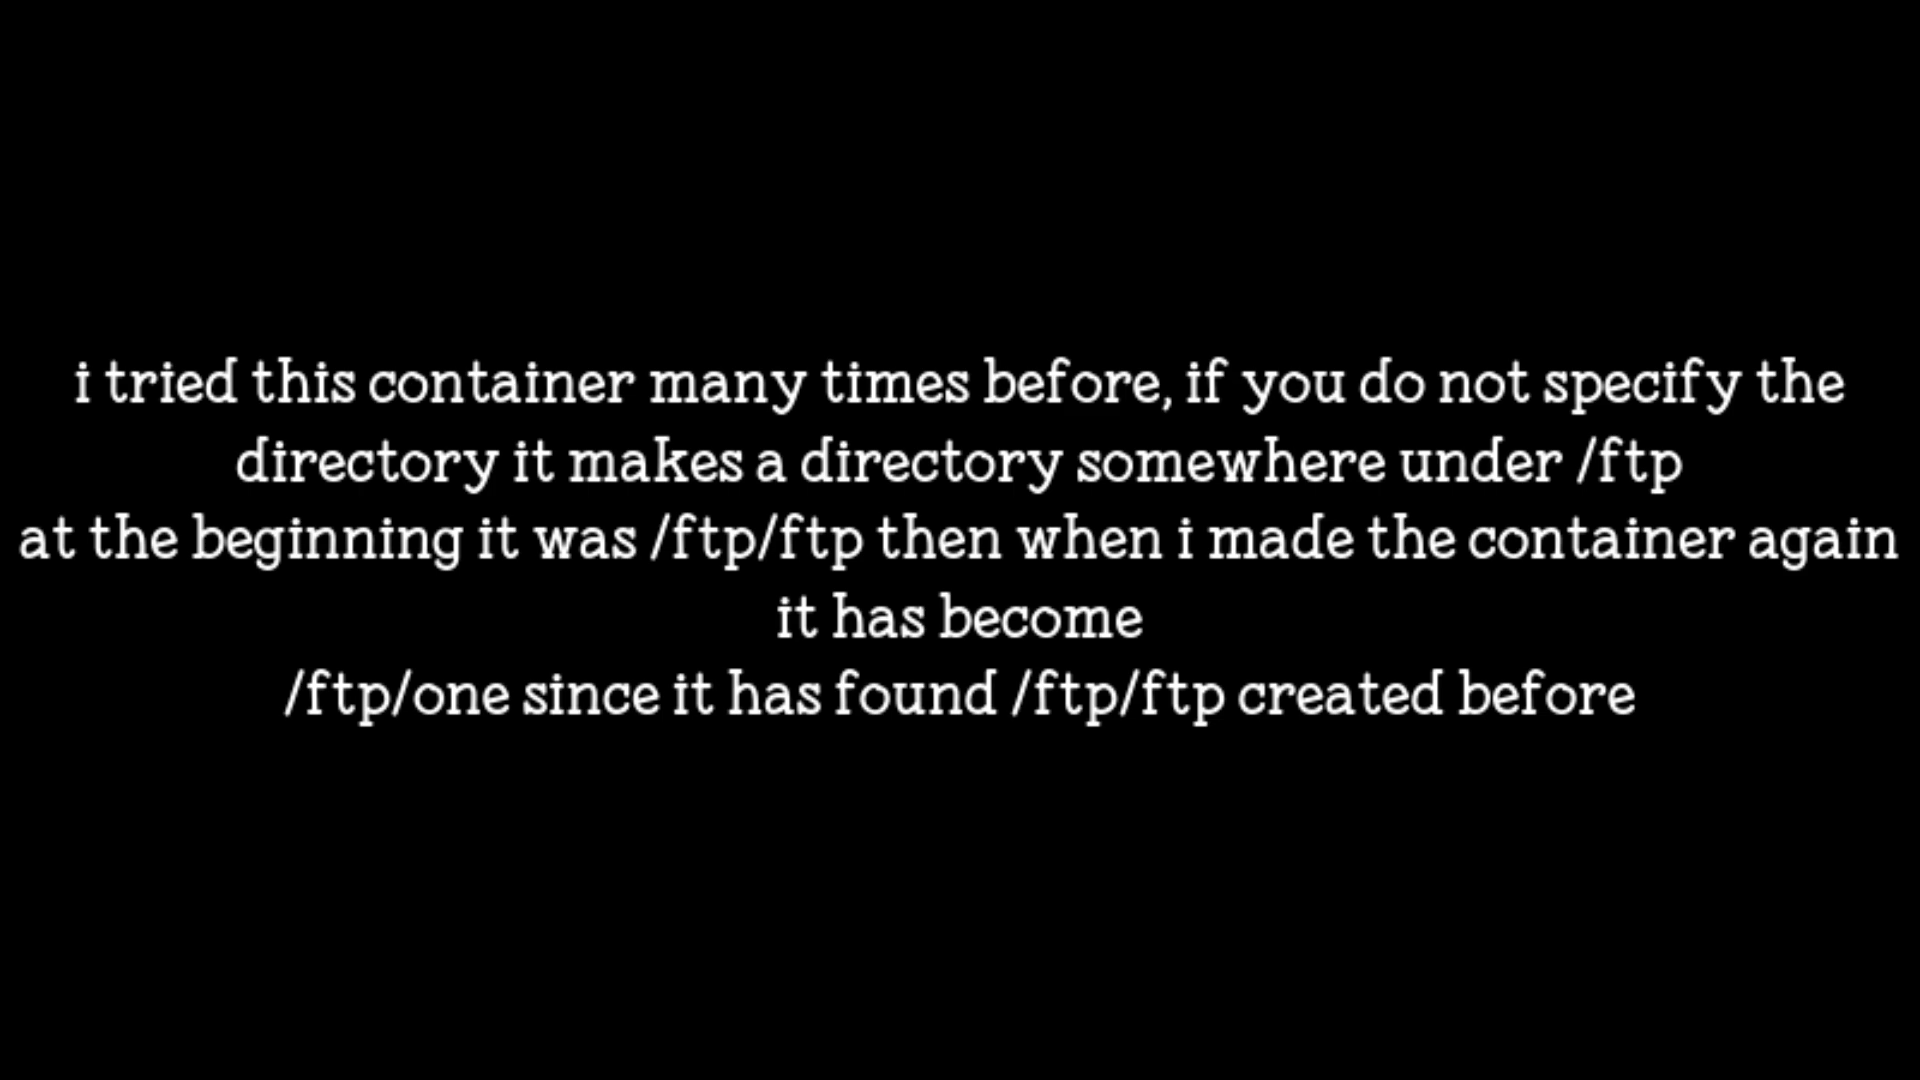 i tried this container many times before, if you do not specify the
directory it makes a directory somewhere under /ftp
at the beginning it was /ftp/ftp then when i made the container again
it has become
/ftp/one since it has found /ftp/ftp created before